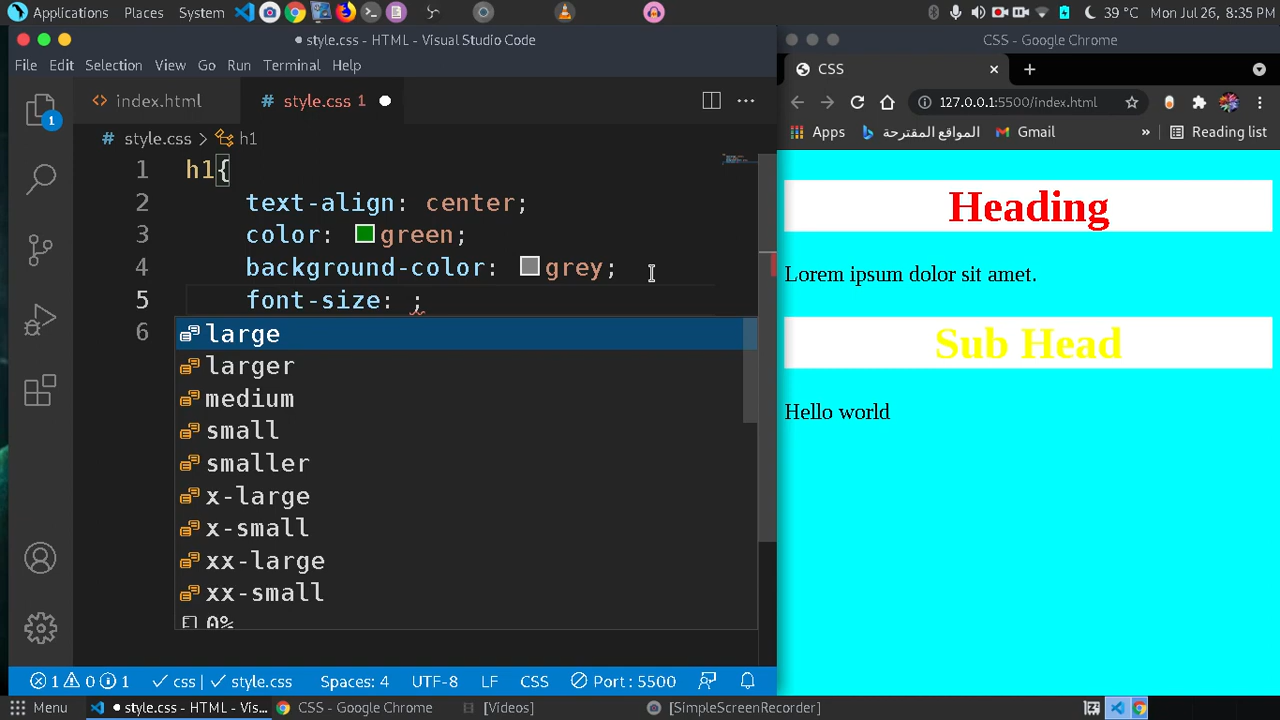 Applications Places System 39 °C Mon Jul 26, 8:35 PM
style.css - HTML - Visual Studio Code
File Edit Selection View Go Run Terminal Help
index.html # style.css 1
# style.css > h1
1 h1{
2 text-align: center;
3 color: green;
4 background-color: grey;
5 font-size: ;
6
large
larger
medium
small
smaller
x-large
x-small
xx-large
xx-small
0%
1
1 0 1 css | style.css Spaces: 4 UTF-8 LF CSS Port : 5500
CSS - Google Chrome
CSS
127.0.0.1:5500/index.html
Apps المواقع المقترحة Gmail » Reading list
Heading
Lorem ipsum dolor sit amet.
Sub Head
Hello world
Menu style.css - HTML - Vis... CSS - Google Chrome [Videos] [SimpleScreenRecorder]